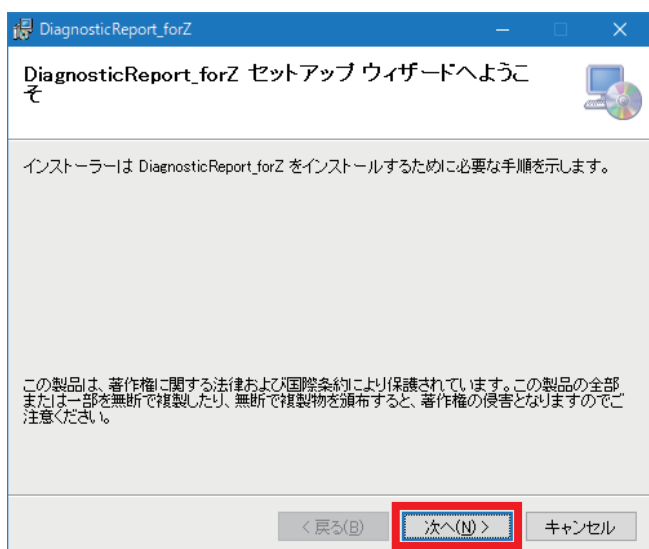 DiagnosticReport_forZ
DiagnosticReport_forZ セットアップ ウィザードへようこ
そ
インストーラーは DiagnosticReport_forZ をインストールするために必要な手順を示します。
この製品は、著作権に関する法律および国際条約により保護されています。この製品の全部
または一部を無断で複製したり、無断で複製物を頒布すると、著作権の侵害となりますのでご
注意ください。
< 戻る(B)
次へ(N) >
キャンセル